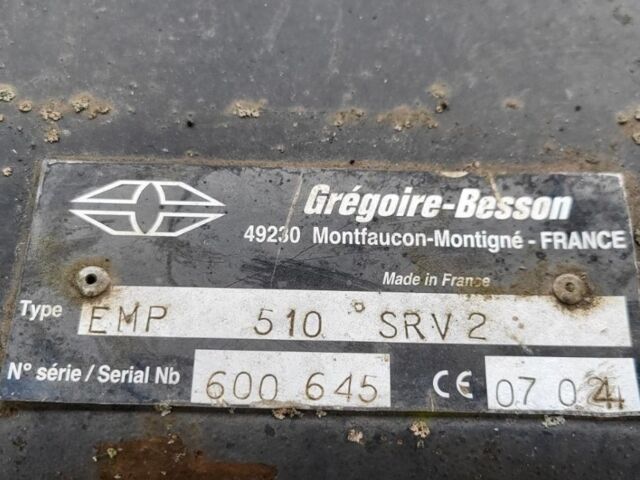 Grégoire-Besson
49230 Montfaucon-Montigné - FRANCE
Made in France
Type EMP 510 SRV2
N° série / Serial Nb 600 645 CE 07 04